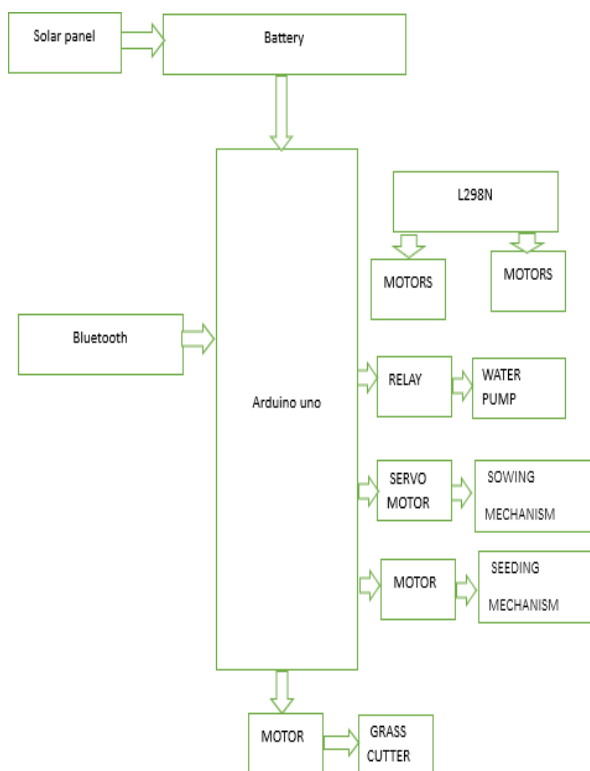 Solar panel
Battery
L298N
MOTORS
MOTORS
Bluetooth
Arduino uno
RELAY
WATER
PUMP
SERVO
MOTOR
SOWING
MECHANISM
MOTOR
SEEDING
MECHANISM
MOTOR
GRASS
CUTTER